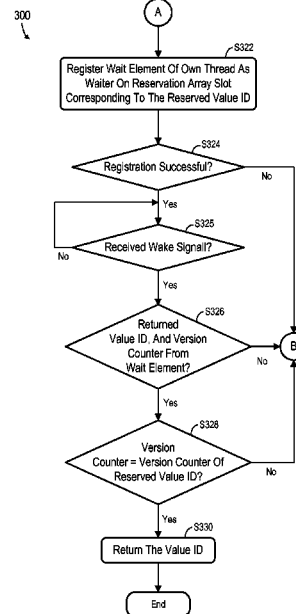 300
A
S322
Register Wait Element Of Own Thread As
Waiter On Reservation Array Slot
Corresponding To The Reserved Value ID
S324
Registration Successful?
No
Yes
S325
Received Wake Signal?
No
Yes
S326
Returned
Value ID, And Version
Counter From
Wait Element?
B
No
Yes
S328
Version
Counter = Version Counter Of
Reserved Value ID?
No
Yes
S330
Return The Value ID
End